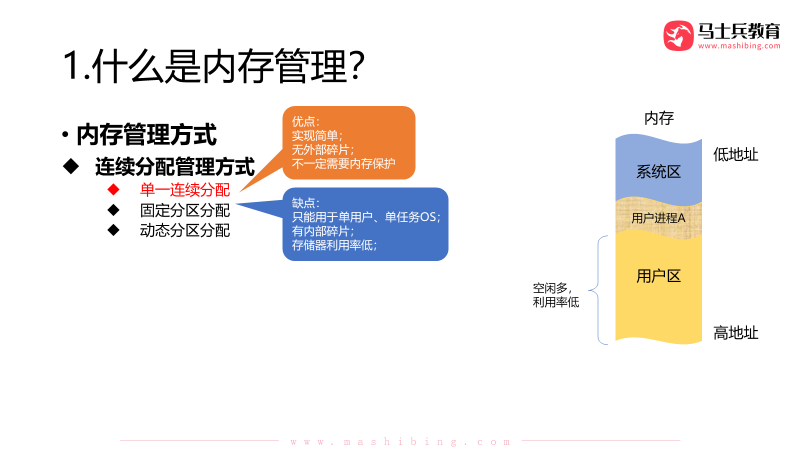 马士兵教育
www.mashibing.com
1.什么是内存管理？
• 内存管理方式
◆ 连续分配管理方式
◆ 单一连续分配
◆ 固定分区分配
◆ 动态分区分配
优点：
实现简单；
无外部碎片；
不一定需要内存保护
缺点：
只能用于单用户、单任务OS；
有内部碎片；
存储器利用率低；
内存
低地址
系统区
用户进程A
用户区
空闲多，
利用率低
高地址
www.mashibing.com